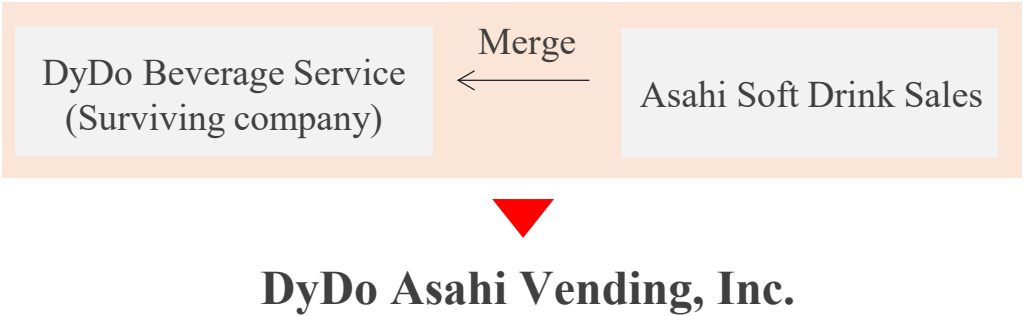 Merge
DyDo Beverage Service
(Surviving company)
Asahi Soft Drink Sales
DyDo Asahi Vending, Inc.